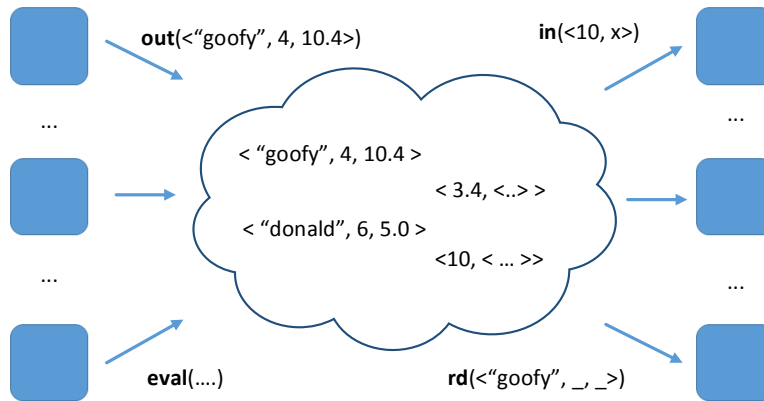 out(<“goofy”, 4, 10.4>)
in(<10, x>)
...
...
< “goofy”, 4, 10.4 >
< 3.4, <..> >
< “donald”, 6, 5.0 >
<10, < ... >>
...
...
eval(....)
rd(<“goofy”, _, _>)